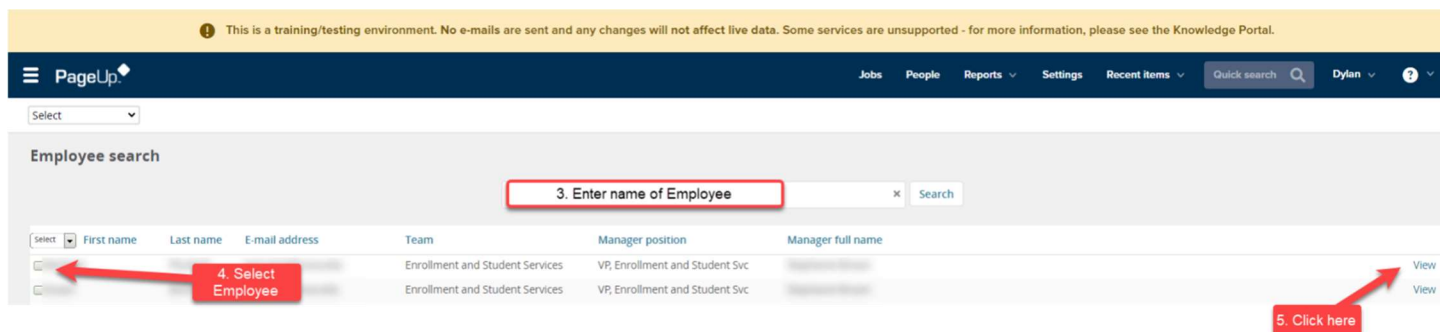 This is a training/testing environment. No e-mails are sent and any changes will not affect live data. Some services are unsupported - for more information, please see the Knowledge Portal.
PageUp. Jobs People Reports Settings Recent items Quick search Dylan ?
Select
Employee search
3. Enter name of Employee × Search
Select First name Last name E-mail address Team Manager position Manager full name
Enrollment and Student Services VP, Enrollment and Student Svc View
4. Select
Employee
Enrollment and Student Services VP, Enrollment and Student Svc View
5. Click here